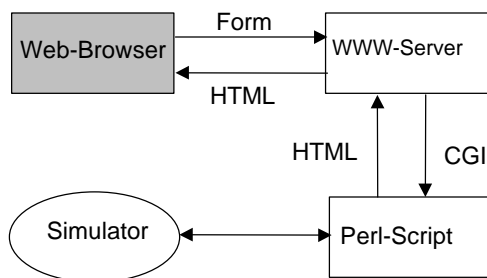 Form
Web-Browser
WWW-Server
HTML
HTML
CGI
Simulator
Perl-Script